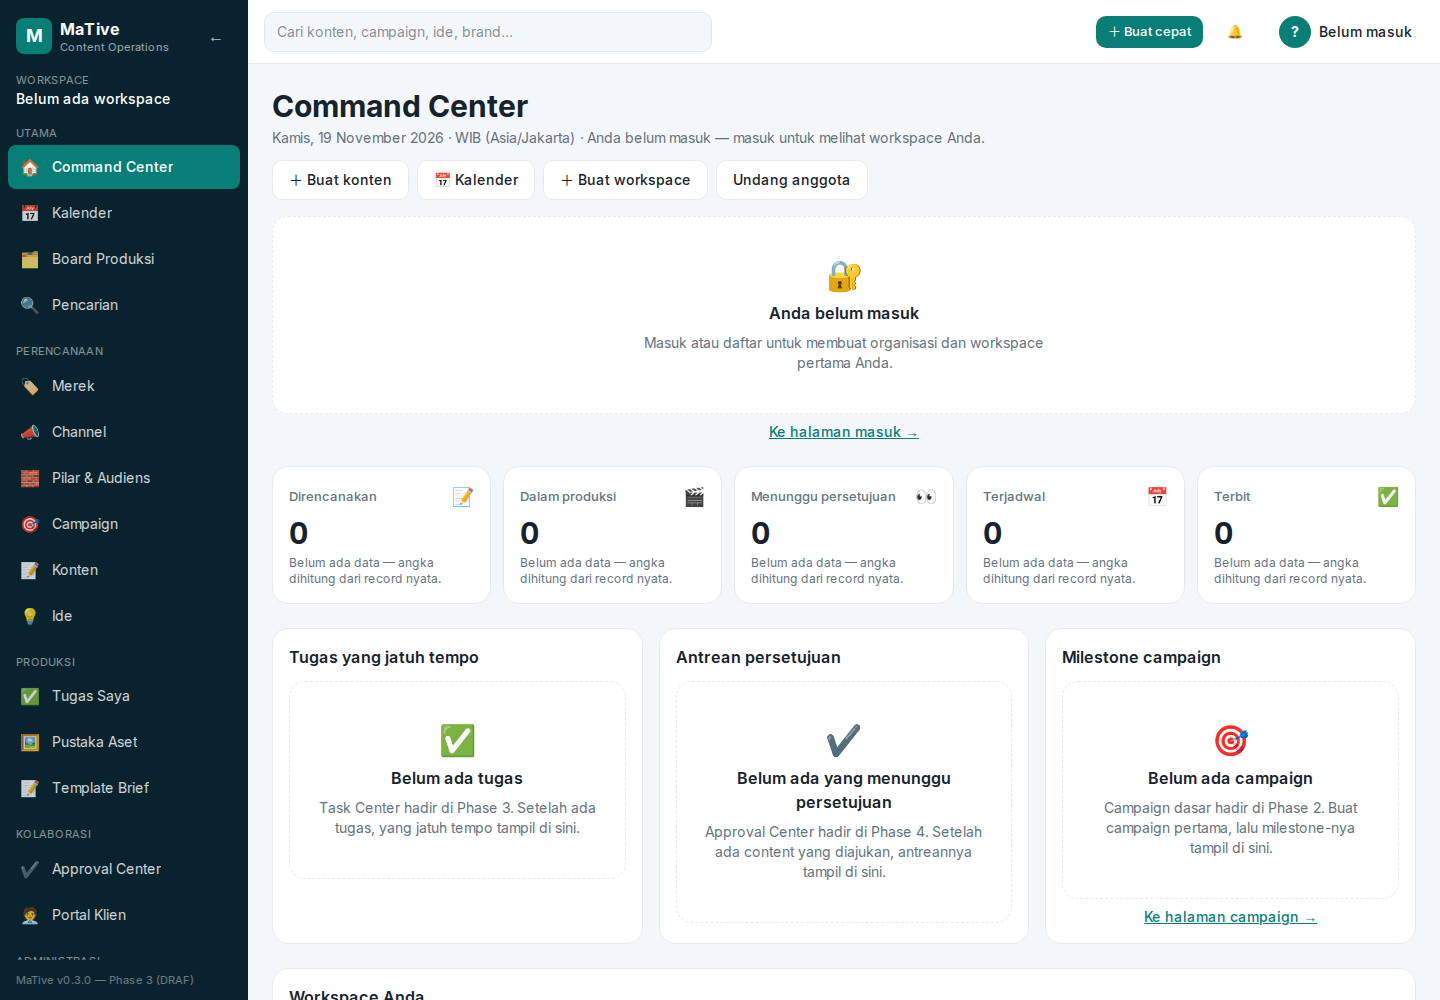 M
MaTive
Content Operations
←
WORKSPACE
Belum ada workspace
UTAMA
Command Center
Kalender
Board Produksi
Pencarian
PERENCANAAN
Merek
Channel
Pilar & Audiens
Campaign
Konten
Ide
PRODUKSI
Tugas Saya
Pustaka Aset
Template Brief
KOLABORASI
Approval Center
Portal Klien
ADMINISTRASI
MaTive v0.3.0 — Phase 3 (DRAF)
Cari konten, campaign, ide, brand...
+ Buat cepat
?
Belum masuk
Command Center
Kamis, 19 November 2026 · WIB (Asia/Jakarta) · Anda belum masuk — masuk untuk melihat workspace Anda.
+ Buat konten
Kalender
+ Buat workspace
Undang anggota
Anda belum masuk
Masuk atau daftar untuk membuat organisasi dan workspace
pertama Anda.
Ke halaman masuk →
Direncanakan
0
Belum ada data — angka
dihitung dari record nyata.
Dalam produksi
0
Belum ada data — angka
dihitung dari record nyata.
Menunggu persetujuan
0
Belum ada data — angka
dihitung dari record nyata.
Terjadwal
0
Belum ada data — angka
dihitung dari record nyata.
Terbit
0
Belum ada data — angka
dihitung dari record nyata.
Tugas yang jatuh tempo
Belum ada tugas
Task Center hadir di Phase 3. Setelah ada
tugas, yang jatuh tempo tampil di sini.
Antrean persetujuan
Belum ada yang menunggu
persetujuan
Approval Center hadir di Phase 4. Setelah
ada content yang diajukan, antreannya
tampil di sini.
Milestone campaign
Belum ada campaign
Campaign dasar hadir di Phase 2. Buat
campaign pertama, lalu milestone-nya
tampil di sini.
Ke halaman campaign →
Workspace Anda